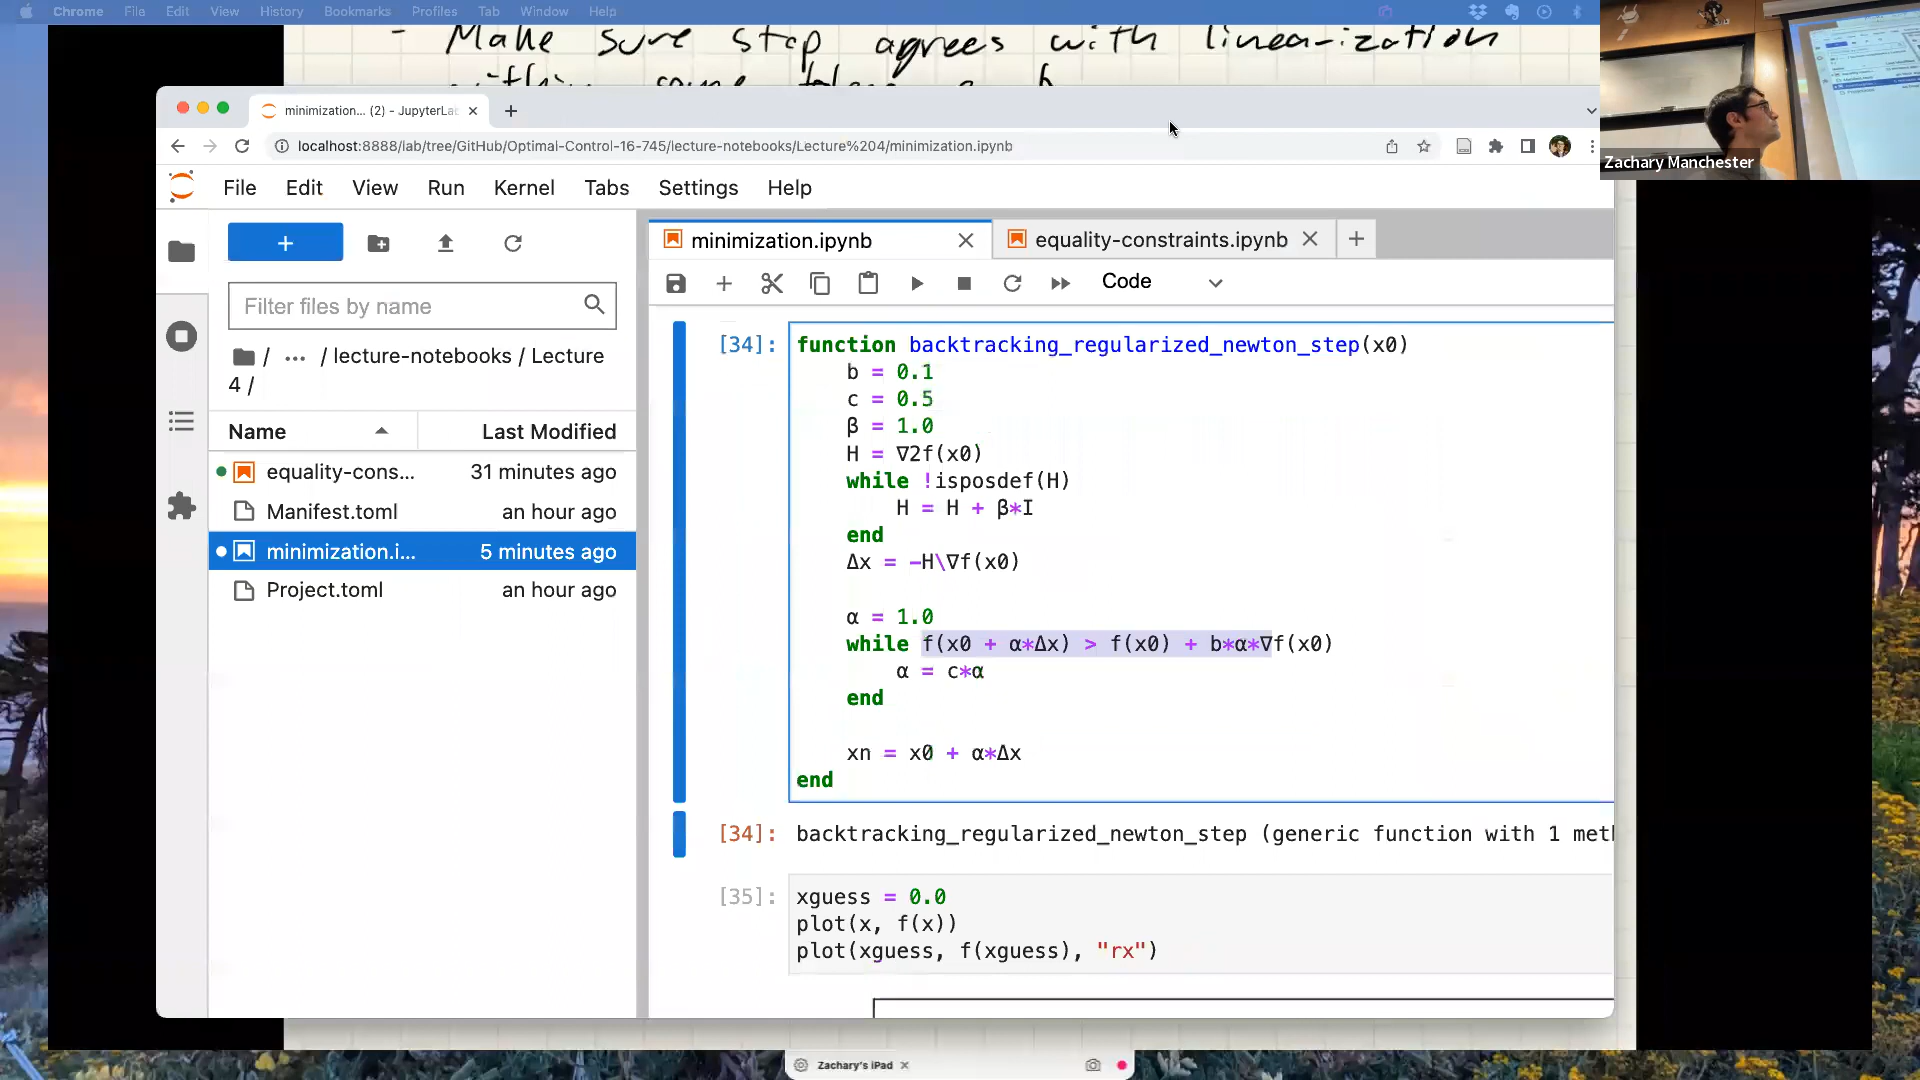 Chrome File Edit View History Bookmarks Profiles Tab Window Help
- Make sure step agrees with linearization
within some tolerance b
minimization... (2) - JupyterLab
localhost:8888/lab/tree/GitHub/Optimal-Control-16-745/lecture-notebooks/Lecture%204/minimization.ipynb
Zachary Manchester
File Edit View Run Kernel Tabs Settings Help
+
Filter files by name
/ ... / lecture-notebooks / Lecture
4 /
Name Last Modified
equality-cons... 31 minutes ago
Manifest.toml an hour ago
minimization.i... 5 minutes ago
Project.toml an hour ago
minimization.ipynb equality-constraints.ipynb
Code
[34]: function backtracking_regularized_newton_step(x0)
b = 0.1
c = 0.5
β = 1.0
H = ∇2f(x0)
while !isposdef(H)
H = H + β*I
end
Δx = -H\∇f(x0)
α = 1.0
while f(x0 + α*Δx) > f(x0) + b*α*∇f(x0)
α = c*α
end
xn = x0 + α*Δx
end
[34]: backtracking_regularized_newton_step (generic function with 1 met
[35]: xguess = 0.0
plot(x, f(x))
plot(xguess, f(xguess), "rx")
Zachary's iPad